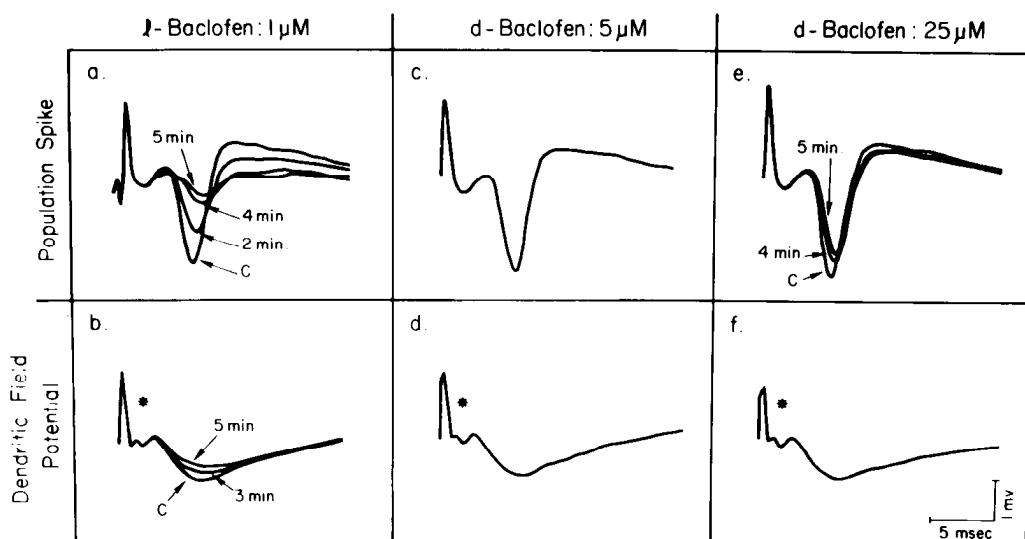 ℓ-Baclofen: 1 μM
d-Baclofen: 5 μM
d-Baclofen: 25 μM
Population Spike
a.
5 min
4 min
2 min
C
c.
e.
5 min
4 min
C
Dendritic Field
Potential
b.
*
5 min
3 min
C
d.
*
f.
*
1 mv
5 msec